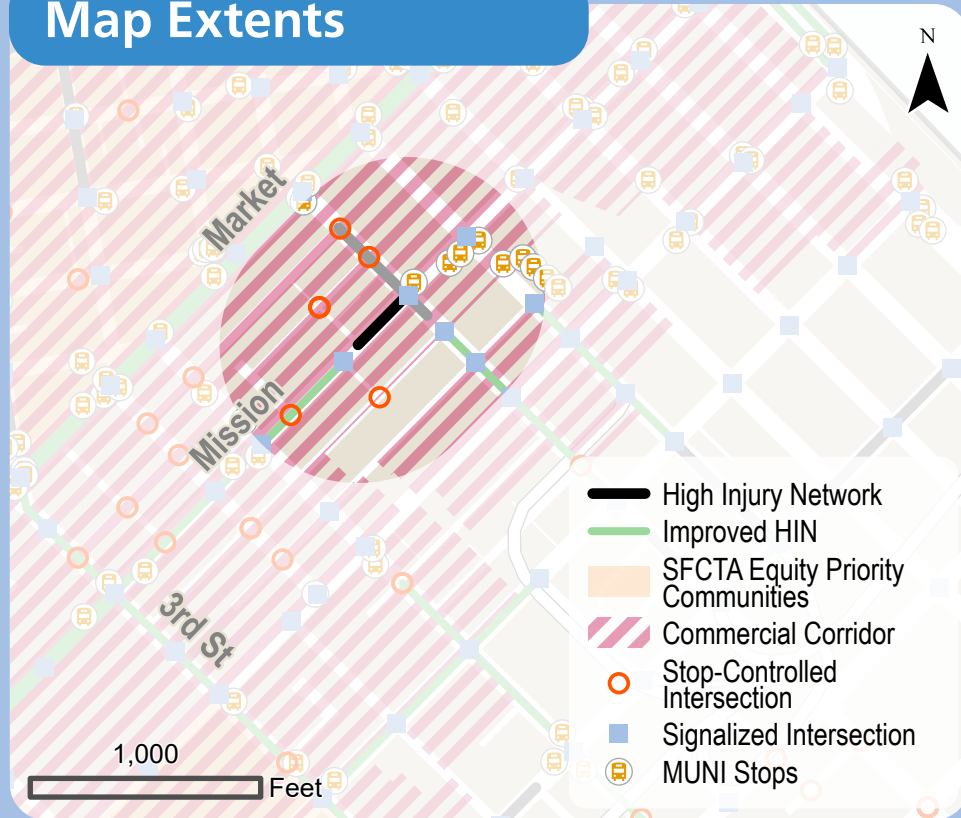 Map Extents
N
Market
Mission
3rd St
High Injury Network
Improved HIN
SFCTA Equity Priority
Communities
Commercial Corridor
Stop-Controlled
Intersection
Signalized Intersection
MUNI Stops
1,000
Feet